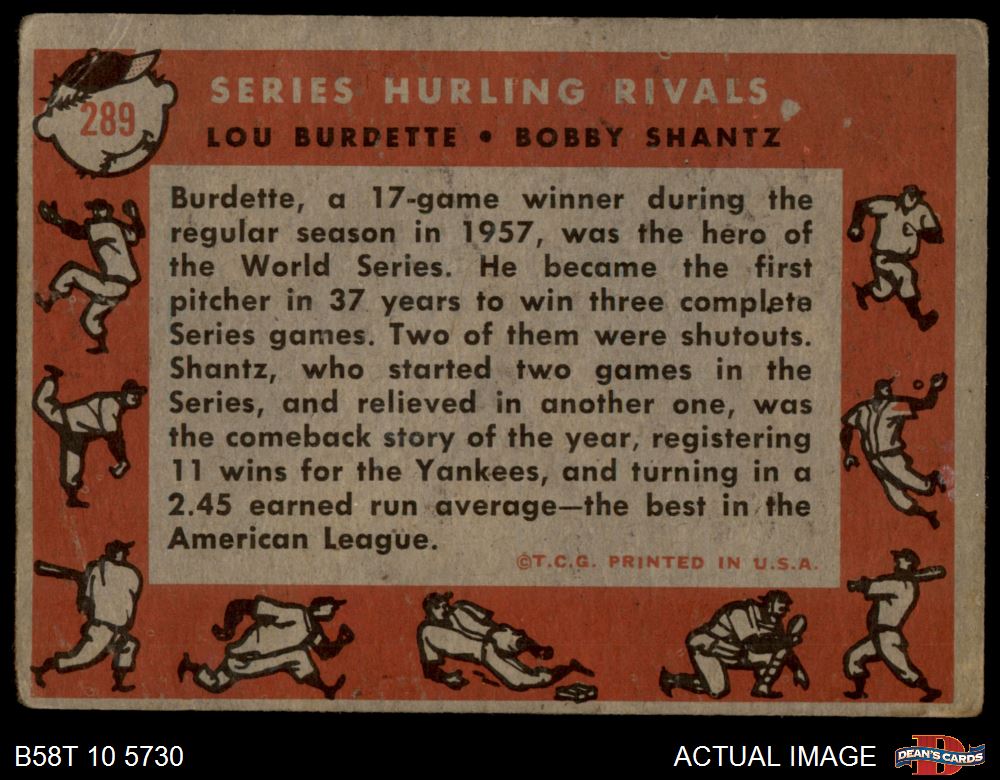 289
SERIES HURLING RIVALS
LOU BURDETTE • BOBBY SHANTZ
Burdette, a 17-game winner during the
regular season in 1957, was the hero of
the World Series. He became the first
pitcher in 37 years to win three complete
Series games. Two of them were shutouts.
Shantz, who started two games in the
Series, and relieved in another one, was
the comeback story of the year, registering
11 wins for the Yankees, and turning in a
2.45 earned run average—the best in the
American League.
©T.C.G. PRINTED IN U.S.A.
B58T 10 5730
ACTUAL IMAGE
D
DEAN'S CARDS